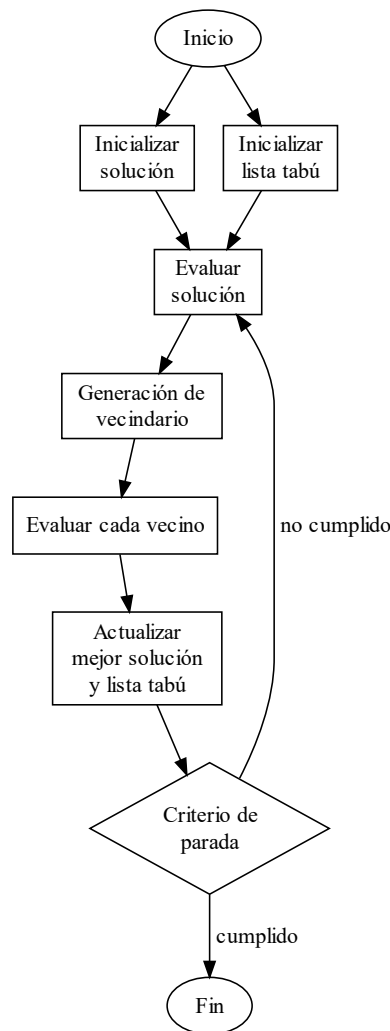 Inicio
Inicializar
solución
Inicializar
lista tabú
Evaluar
solución
Generación de
vecindario
Evaluar cada vecino
no cumplido
Actualizar
mejor solución
y lista tabú
Criterio de
parada
cumplido
Fin